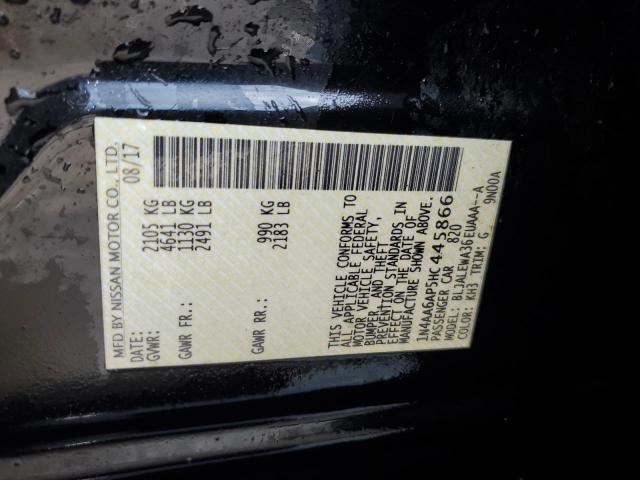 MFD BY NISSAN MOTOR CO., LTD.
DATE: 08/17
GVWR: 2105 KG
4641 LB
GAWR FR.: 1130 KG
2491 LB
GAWR RR.: 990 KG
2183 LB
THIS VEHICLE CONFORMS TO
ALL APPLICABLE FEDERAL
MOTOR VEHICLE SAFETY,
BUMPER, AND THEFT
PREVENTION STANDARDS IN
EFFECT ON THE DATE OF
MANUFACTURE SHOWN ABOVE.
1N4AA6AP5HC445866
PASSENGER CAR 820
MODEL: BLJALEWA36EUAAA--A
COLOR: KH3 TRIM: G 9N00A